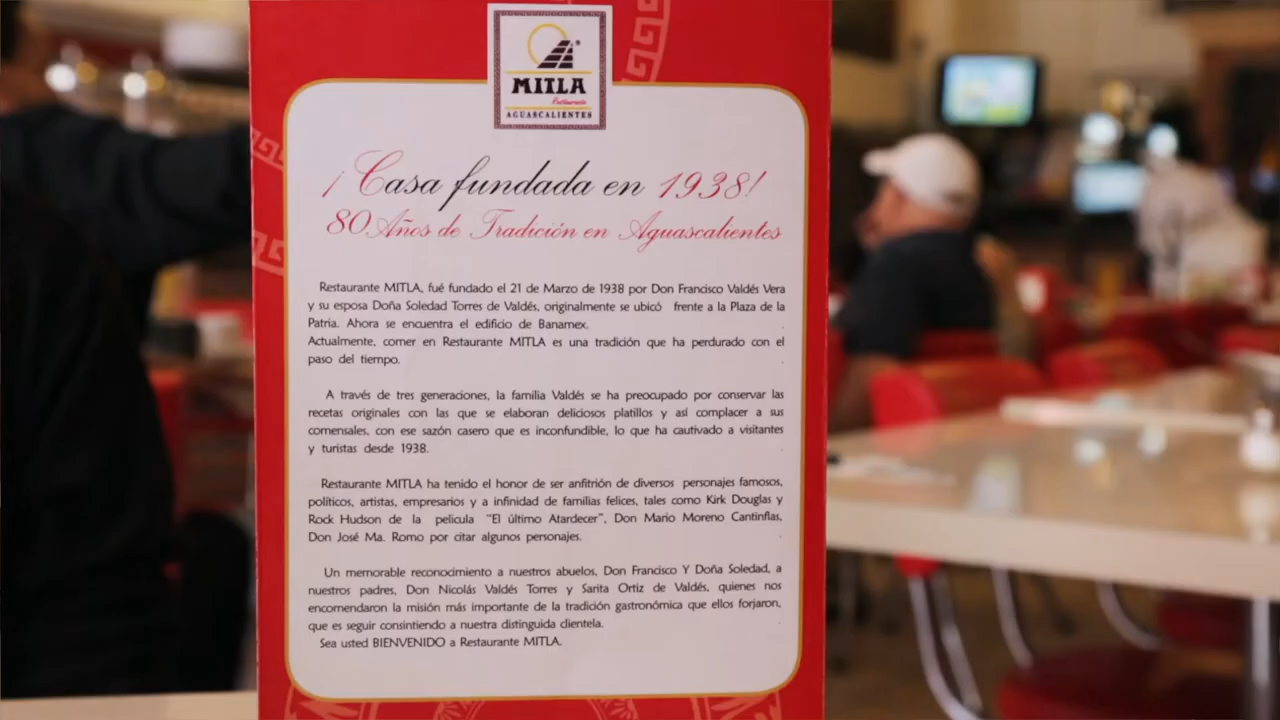 MITLA
Restaurante
AGUASCALIENTES
¡Casa fundada en 1938!
80 Años de Tradición en Aguascalientes
Restaurante MITLA, fué fundado el 21 de Marzo de 1938 por Don Francisco Valdés Vera
y su esposa Doña Soledad Torres de Valdés, originalmente se ubicó frente a la Plaza de la
Patria. Ahora se encuentra el edificio de Banamex.
Actualmente, comer en Restaurante MITLA es una tradición que ha perdurado con el
paso del tiempo.
A través de tres generaciones, la familia Valdés se ha preocupado por conservar las
recetas originales con las que se elaboran deliciosos platillos y así complacer a sus
comensales, con ese sazón casero que es inconfundible, lo que ha cautivado a visitantes
y turistas desde 1938.
Restaurante MITLA ha tenido el honor de ser anfitrión de diversos personajes famosos,
políticos, artistas, empresarios y a infinidad de familias felices, tales como Kirk Douglas y
Rock Hudson de la pelicula "El último Atardecer", Don Mario Moreno Cantinflas,
Don José Ma. Romo por citar algunos personajes.
Un memorable reconocimiento a nuestros abuelos, Don Francisco Y Doña Soledad, a
nuestros padres, Don Nicolás Valdés Torres y Sarita Ortiz de Valdés, quienes nos
encomendaron la misión más importante de la tradición gastronómica que ellos forjaron,
que es seguir consintiendo a nuestra distinguida clientela.
Sea usted BIENVENIDO a Restaurante MITLA.